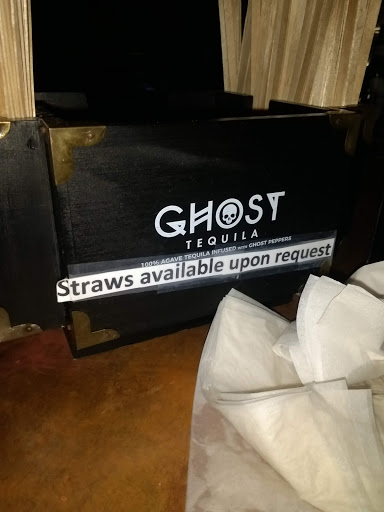 GHOST
TEQUILA
100% AGAVE TEQUILA INFUSED WITH GHOST PEPPERS
Straws available upon request